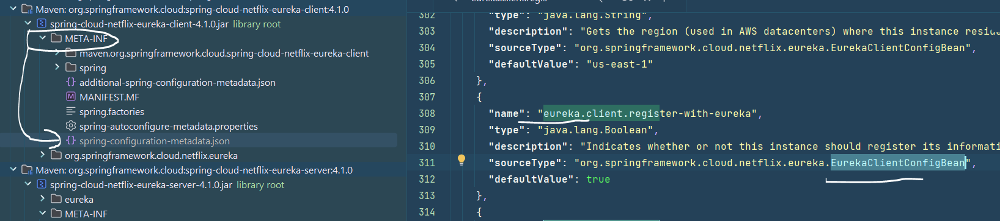 Maven: org.springframework.cloud:spring-cloud-netflix-eureka-client:4.1.0
spring-cloud-netflix-eureka-client-4.1.0.jar library root
META-INF
maven.org.springframework.cloud.spring-cloud-netflix-eureka-client
spring
additional-spring-configuration-metadata.json
MANIFEST.MF
spring.factories
spring-autoconfigure-metadata.properties
spring-configuration-metadata.json
org.springframework.cloud.netflix.eureka
Maven: org.springframework.cloud:spring-cloud-netflix-eureka-server:4.1.0
spring-cloud-netflix-eureka-server-4.1.0.jar library root
eureka
META-INF
302 "type": "java.lang.String",
303 "description": "Gets the region (used in AWS datacenters) where this instance resid
304 "sourceType": "org.springframework.cloud.netflix.eureka.EurekaClientConfigBean",
305 "defaultValue": "us-east-1"
306 },
307 {
308 "name": "eureka.client.register-with-eureka",
309 "type": "java.lang.Boolean",
310 "description": "Indicates whether or not this instance should register its informati
311 "sourceType": "org.springframework.cloud.netflix.eureka.EurekaClientConfigBean",
312 "defaultValue": true
313 },
314 {